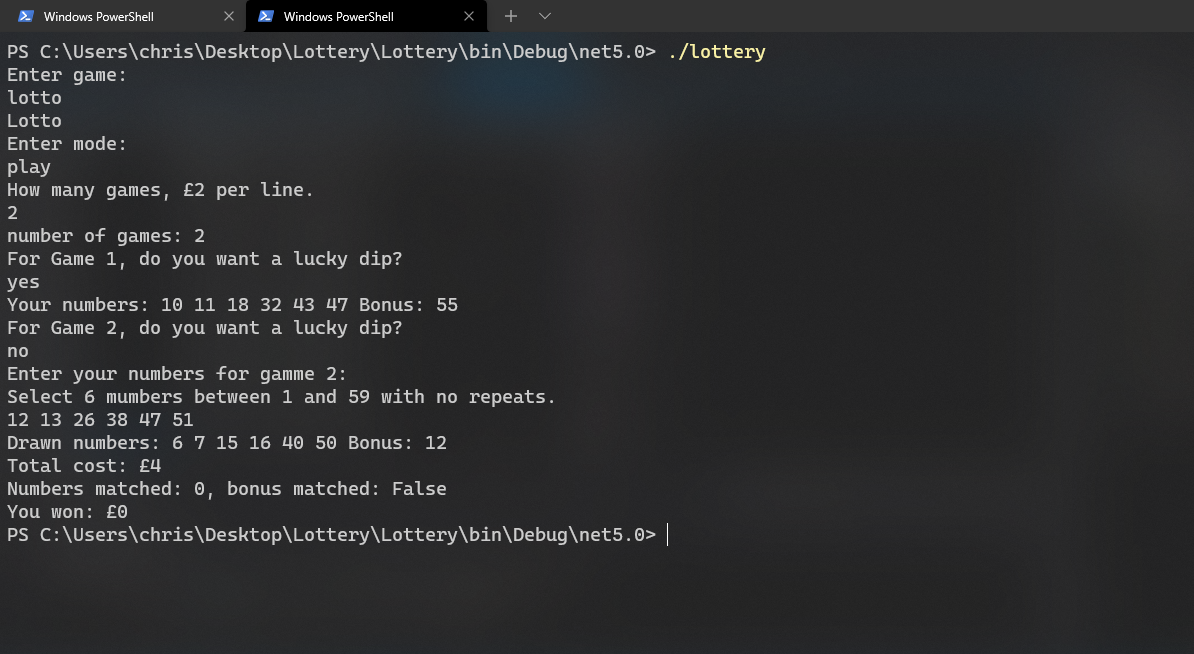 Windows PowerShell
Windows PowerShell
PS C:\Users\chris\Desktop\Lottery\Lottery\bin\Debug\net5.0> ./lottery
Enter game:
lotto
Lotto
Enter mode:
play
How many games, £2 per line.
2
number of games: 2
For Game 1, do you want a lucky dip?
yes
Your numbers: 10 11 18 32 43 47 Bonus: 55
For Game 2, do you want a lucky dip?
no
Enter your numbers for gamme 2:
Select 6 mumbers between 1 and 59 with no repeats.
12 13 26 38 47 51
Drawn numbers: 6 7 15 16 40 50 Bonus: 12
Total cost: £4
Numbers matched: 0, bonus matched: False
You won: £0
PS C:\Users\chris\Desktop\Lottery\Lottery\bin\Debug\net5.0>